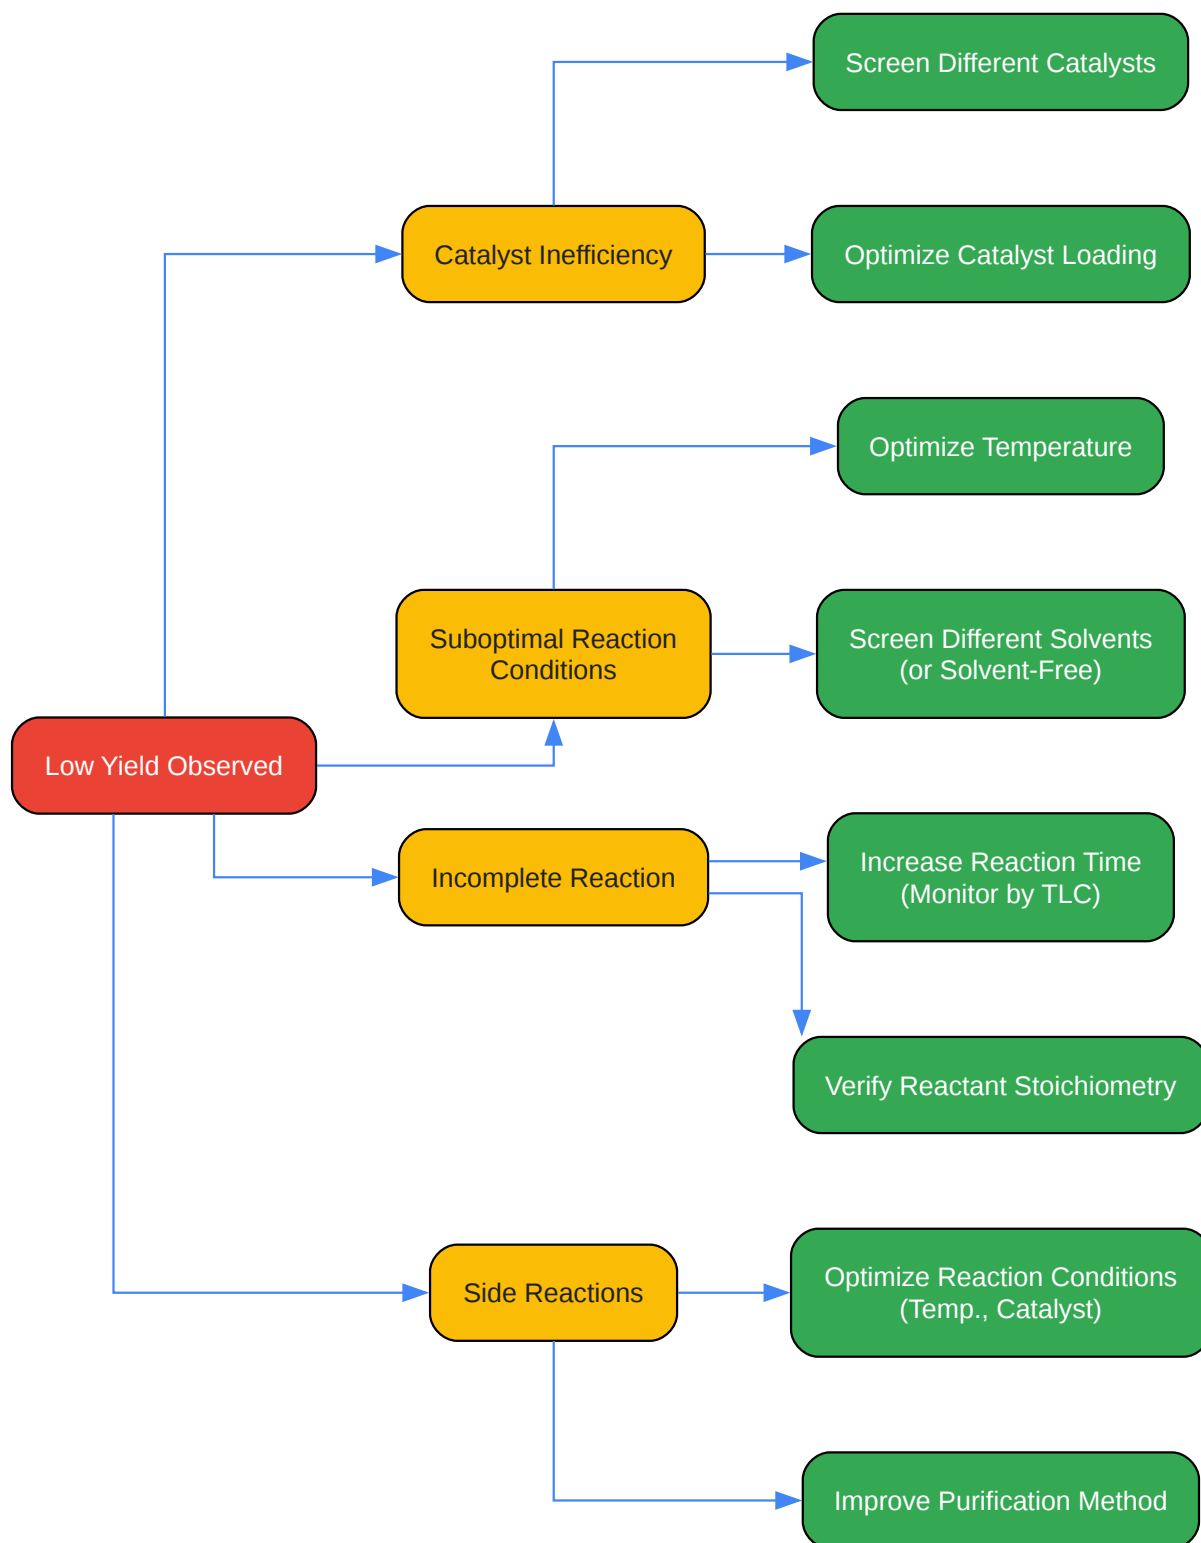 Screen Different Catalysts
Catalyst Inefficiency
Optimize Catalyst Loading
Optimize Temperature
Suboptimal Reaction
Conditions
Screen Different Solvents
(or Solvent-Free)
Low Yield Observed
Incomplete Reaction
Increase Reaction Time
(Monitor by TLC)
Verify Reactant Stoichiometry
Side Reactions
Optimize Reaction Conditions
(Temp., Catalyst)
Improve Purification Method